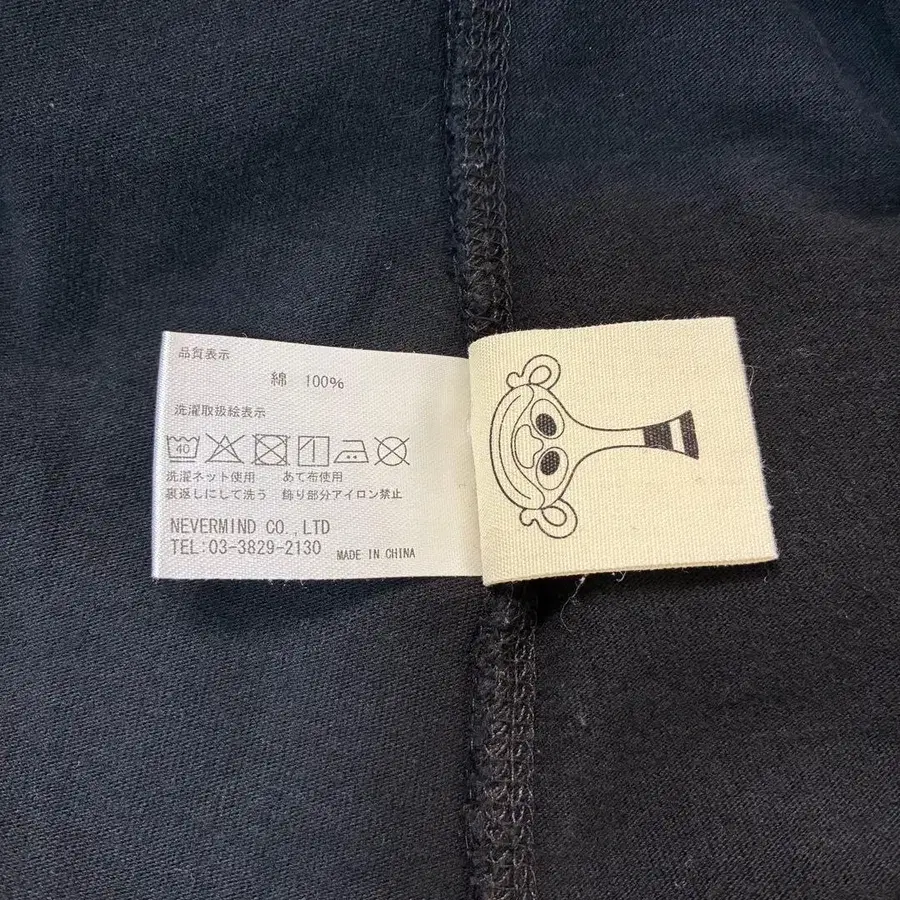 品質表示
綿 100%
洗濯取扱絵表示
40
洗濯ネット使用 あて布使用
裏返しにして洗う 飾り部分アイロン禁止
NEVERMIND CO.,LTD
TEL:03-3829-2130 MADE IN CHINA